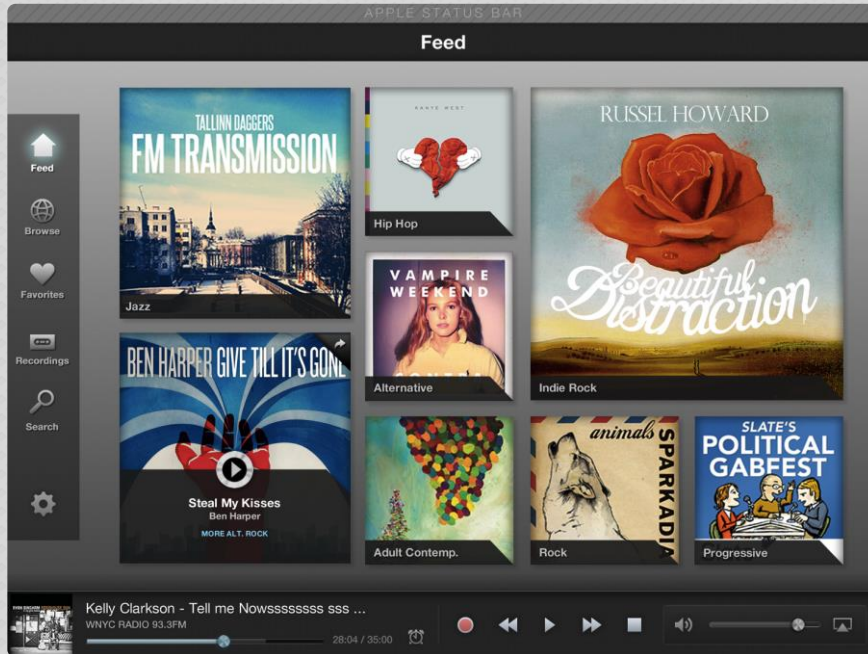 APPLE STATUS BAR
Feed
Feed
Browse
Favorites
Recordings
Search
TALLINN DAGGERS
FM TRANSMISSION
Jazz
KANYE WEST
Hip Hop
RUSSEL HOWARD
Beautiful
Distraction
Indie Rock
VAMPIRE
WEEKEND
Alternative
BEN HARPER GIVE TILL IT'S GONE
Steal My Kisses
Ben Harper
MORE ALT. ROCK
Adult Contemp.
animals
SPARKADIA
Rock
SLATE'S
POLITICAL
GABFEST
Progressive
Kelly Clarkson - Tell me Nowsssssssss sss ...
WNYC RADIO 93.3FM
28:04 / 35:00